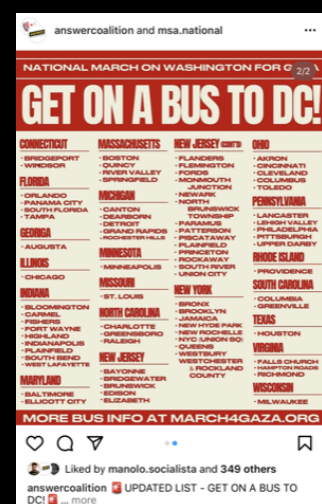 answercoalition and msa.national
NATIONAL MARCH ON WASHINGTON FOR G
2/2
GET ON A BUS TO DC!
CONNECTICUT
•BRIDGEPORT
•WINDSOR
FLORIDA
•ORLANDO
•PANAMA CITY
•SOUTH FLORIDA
•TAMPA
GEORGIA
•AUGUSTA
ILLINOIS
•CHICAGO
INDIANA
•BLOOMINGTON
•CARMEL
•FISHERS
•FORT WAYNE
•HIGHLAND
•INDIANAPOLIS
•PLAINFIELD
•SOUTH BEND
•WEST LAFAYETTE
MARYLAND
•BALTIMORE
•ELLICOTT CITY
MASSACHUSETTS
•BOSTON
•QUINCY
•RIVER VALLEY
•SPRINGFIELD
MICHIGAN
•CANTON
•DEARBORN
•DETROIT
•GRAND RAPIDS
•ROCHESTER HILLS
MINNESOTA
•MINNEAPOLIS
MISSOURI
•ST. LOUIS
NORTH CAROLINA
•CHARLOTTE
•GREENSBORO
•RALEIGH
NEW JERSEY
•BAYONNE
•BRIDGEWATER
•BRUNSWICK
•EDISON
•ELIZABETH
NEW JERSEY (CONT'D)
•FLANDERS
•FLEMINGTON
•FORDS
•MONMOUTH
JUNCTION
•NEWARK
•NORTH
BRUNSWICK
TOWNSHIP
•PARAMUS
•PATTERSON
•PISCATAWAY
•PLAINFIELD
•PRINCETON
•ROCKAWAY
•SOUTH RIVER
•UNION CITY
NEW YORK
•BRONX
•BROOKLYN
•JAMAICA
•NEW HYDE PARK
•NEW ROCHELLE
•NYC (UNION SQ)
•QUEENS
•WESTBURY
•WESTCHESTER
& ROCKLAND
COUNTY
OHIO
•AKRON
•CINCINNATI
•CLEVELAND
•COLUMBUS
•TOLEDO
PENNSYLVANIA
•LANCASTER
•LEHIGH VALLEY
•PHILADELPHIA
•PITTSBURGH
•UPPER DARBY
RHODE ISLAND
•PROVIDENCE
SOUTH CAROLINA
•COLUMBIA
•GREENVILLE
TEXAS
•HOUSTON
VIRGINIA
•FALLS CHURCH
•HAMPTON ROADS
•RICHMOND
WISCONSIN
•MILWAUKEE
MORE BUS INFO AT MARCH4GAZA.ORG
Liked by manolo.socialista and 349 others
answercoalition 🚨 UPDATED LIST - GET ON A BUS TO
DC! 🚨 ... more